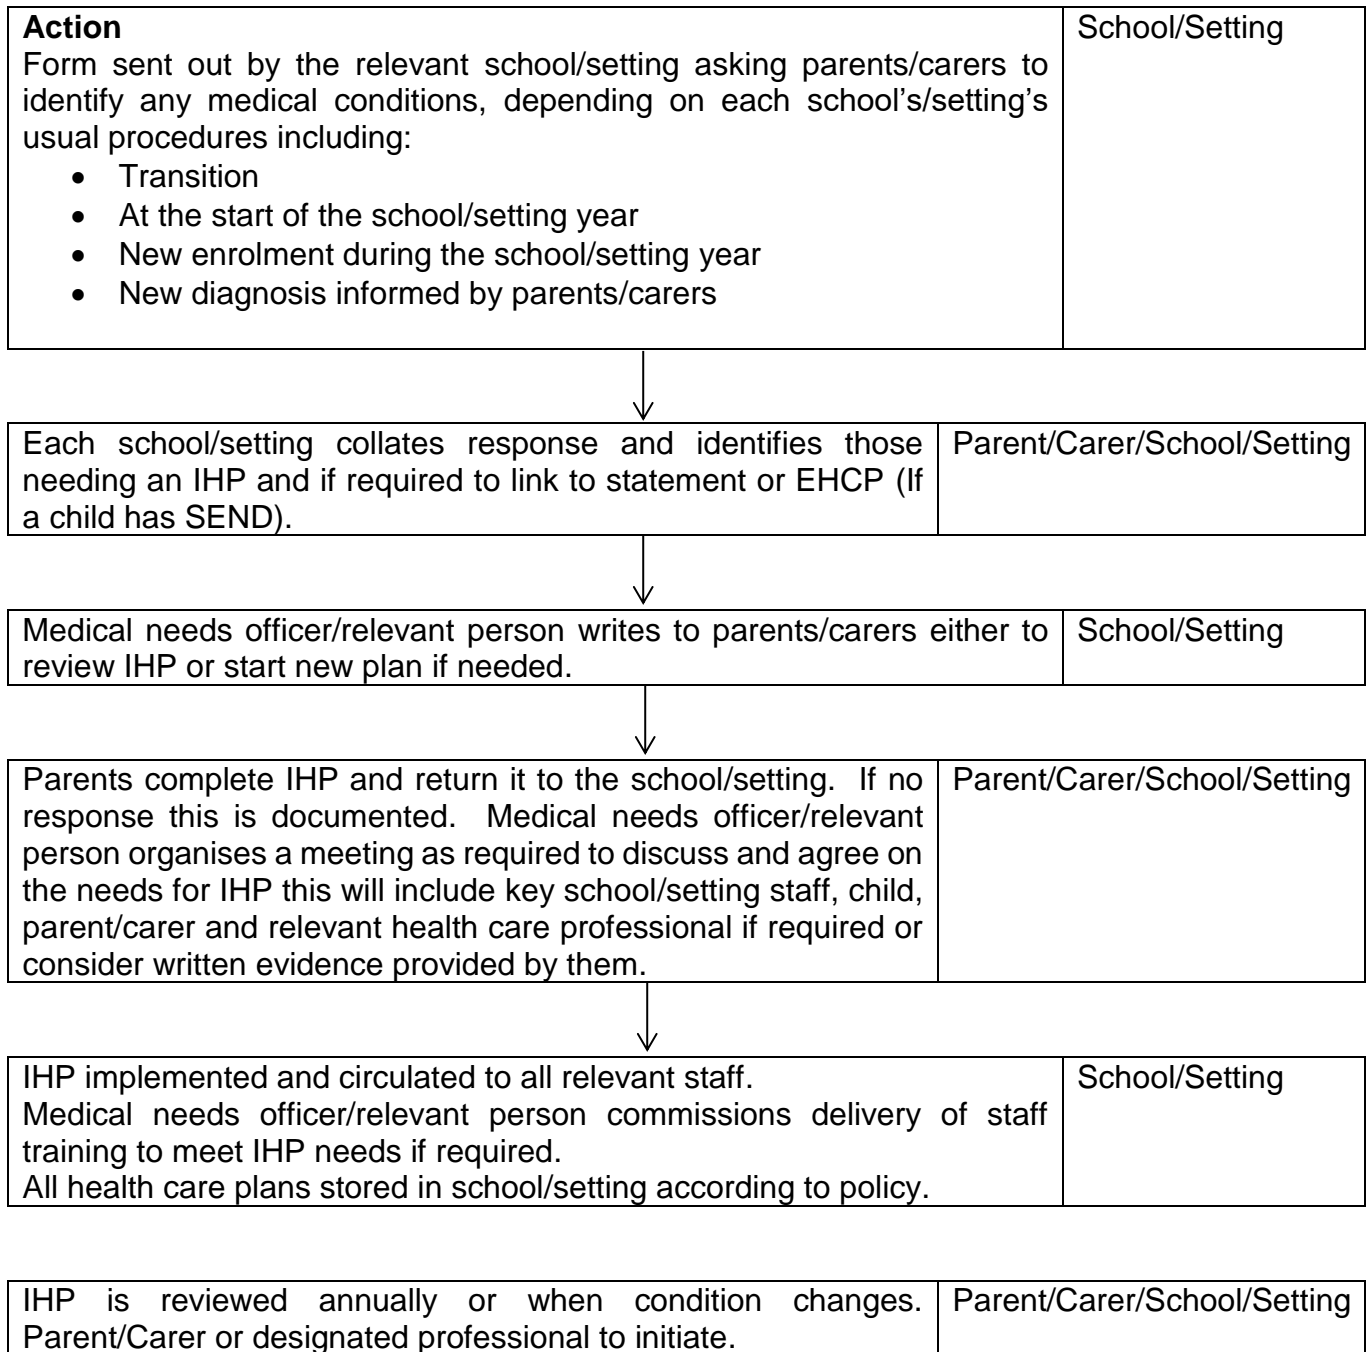 Action
School/Setting
Form sent out by the relevant school/setting asking parents/carers to
identify any medical conditions, depending on each school's/setting's
usual procedures including:
• Transition
• At the start of the school/setting year
• New enrolment during the school/setting year
• New diagnosis informed by parents/carers
Each school/setting collates response and identifies those
needing an IHP and if required to link to statement or EHCP (If
a child has SEND).
Parent/Carer/School/Setting
Medical needs officer/relevant person writes to parents/carers either to
review IHP or start new plan if needed.
School/Setting
Parents complete IHP and return it to the school/setting. If no
response this is documented. Medical needs officer/relevant
person organises a meeting as required to discuss and agree on
the needs for IHP this will include key school/setting staff, child,
parent/carer and relevant health care professional if required or
consider written evidence provided by them.
Parent/Carer/School/Setting
IHP implemented and circulated to all relevant staff.
Medical needs officer/relevant person commissions delivery of staff
training to meet IHP needs if required.
All health care plans stored in school/setting according to policy.
School/Setting
IHP is reviewed annually or when condition changes.
Parent/Carer or designated professional to initiate.
Parent/Carer/School/Setting